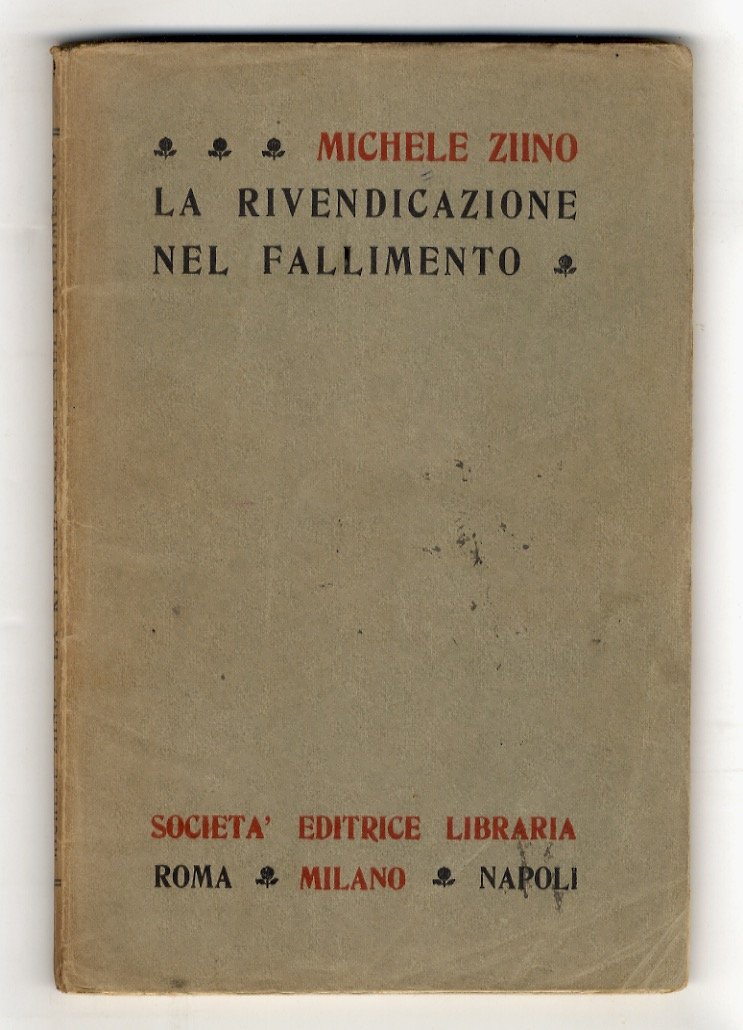 MICHELE ZIINO
LA RIVENDICAZIONE
NEL FALLIMENTO
SOCIETA' EDITRICE LIBRARIA
ROMA MILANO NAPOLI